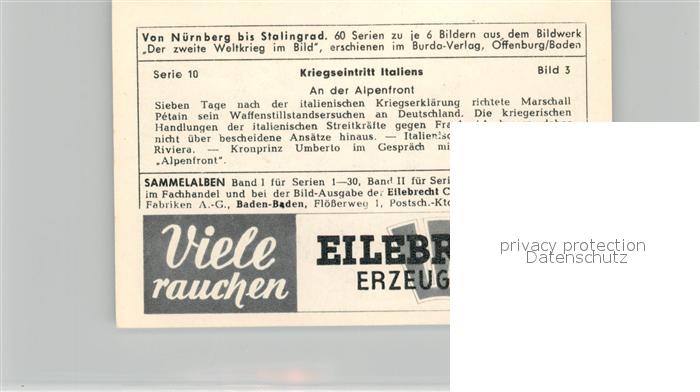 Von Nürnberg bis Stalingrad. 60 Serien zu je 6 Bildern aus dem Bildwerk
„Der zweite Weltkrieg im Bild", erschienen im Burda-Verlag, Offenburg/Baden
Serie 10 Kriegseintritt Italiens Bild 3
An der Alpenfront
Sieben Tage nach der italienischen Kriegserklärung richtete Marschall
Pétain sein Waffenstillstandsersuchen an Deutschland. Die kriegerischen
Handlungen der italienischen Streitkräfte gegen
nicht über bescheidene Ansätze hinaus. —
Riviera. — Kronprinz Umberto im Gespräch
„Alpenfront".
SAMMELALBEN Band I für Serien 1—30, Band II für
im Fachhandel und bei der Bild-Ausgabe der Eilebrecht
Fabriken A.-G., Baden-Baden, Flößerweg 1,
Viele
rauchen
privacy protection
Datenschutz